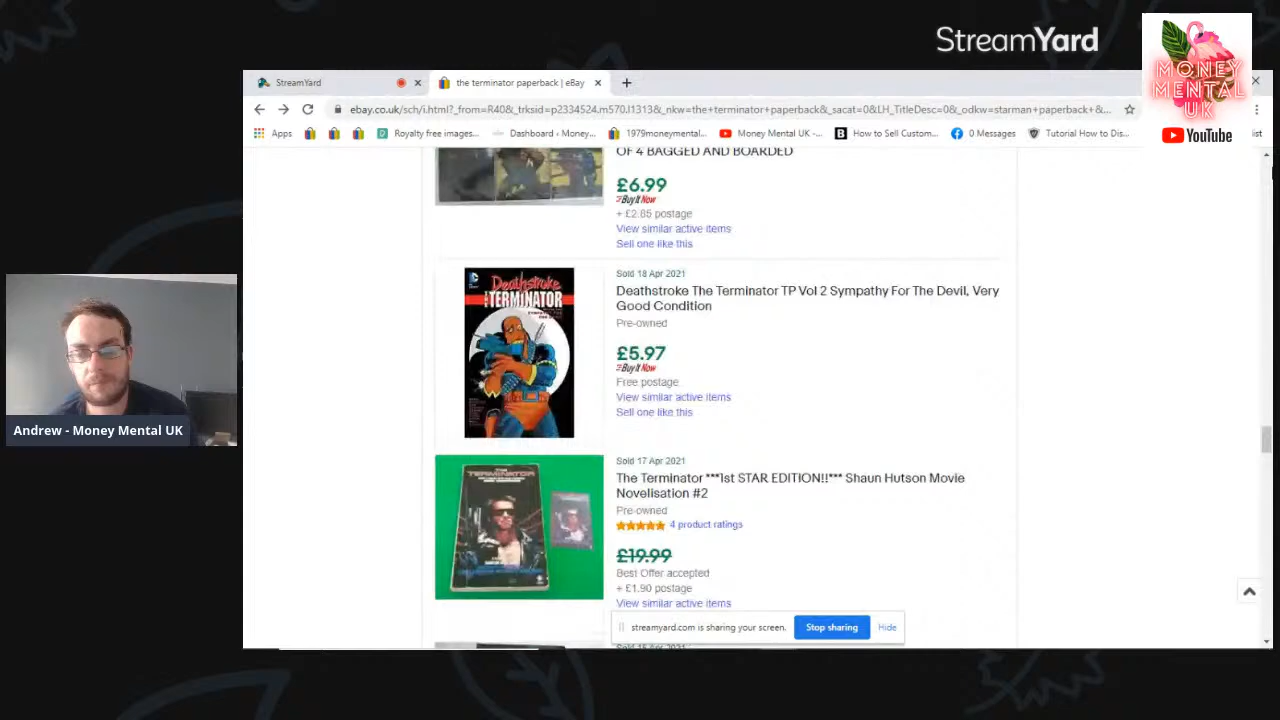 StreamYard
MONEY
MENTAL
UK
YouTube
StreamYard
the terminator paperback | eBay
ebay.co.uk/sch/i.html?_from=R40&_trksid=p2334524.m570.l1313&_nkw=the+terminator+paperback&_sacat=0&LH_TitleDesc=0&_odkw=starman+paperback+&...
Apps
Royalty free images...
Dashboard ‹ Money...
1979moneymental...
Money Mental UK -...
How to Sell Custom...
0 Messages
Tutorial How to Dis...
list
OF 4 BAGGED AND BOARDED
£6.99
Buy It Now
+ £2.85 postage
View similar active items
Sell one like this
Deathstroke
THE TERMINATOR
Sold 18 Apr 2021
Deathstroke The Terminator TP Vol 2 Sympathy For The Devil, Very
Good Condition
Pre-owned
£5.97
Buy It Now
Free postage
View similar active items
Sell one like this
THE
TERMINATOR
Sold 17 Apr 2021
The Terminator ***1st STAR EDITION!!*** Shaun Hutson Movie
Novelisation #2
Pre-owned
4 product ratings
£19.99
Best Offer accepted
+ £1.90 postage
View similar active items
streamyard.com is sharing your screen.
Stop sharing
Hide
Andrew - Money Mental UK